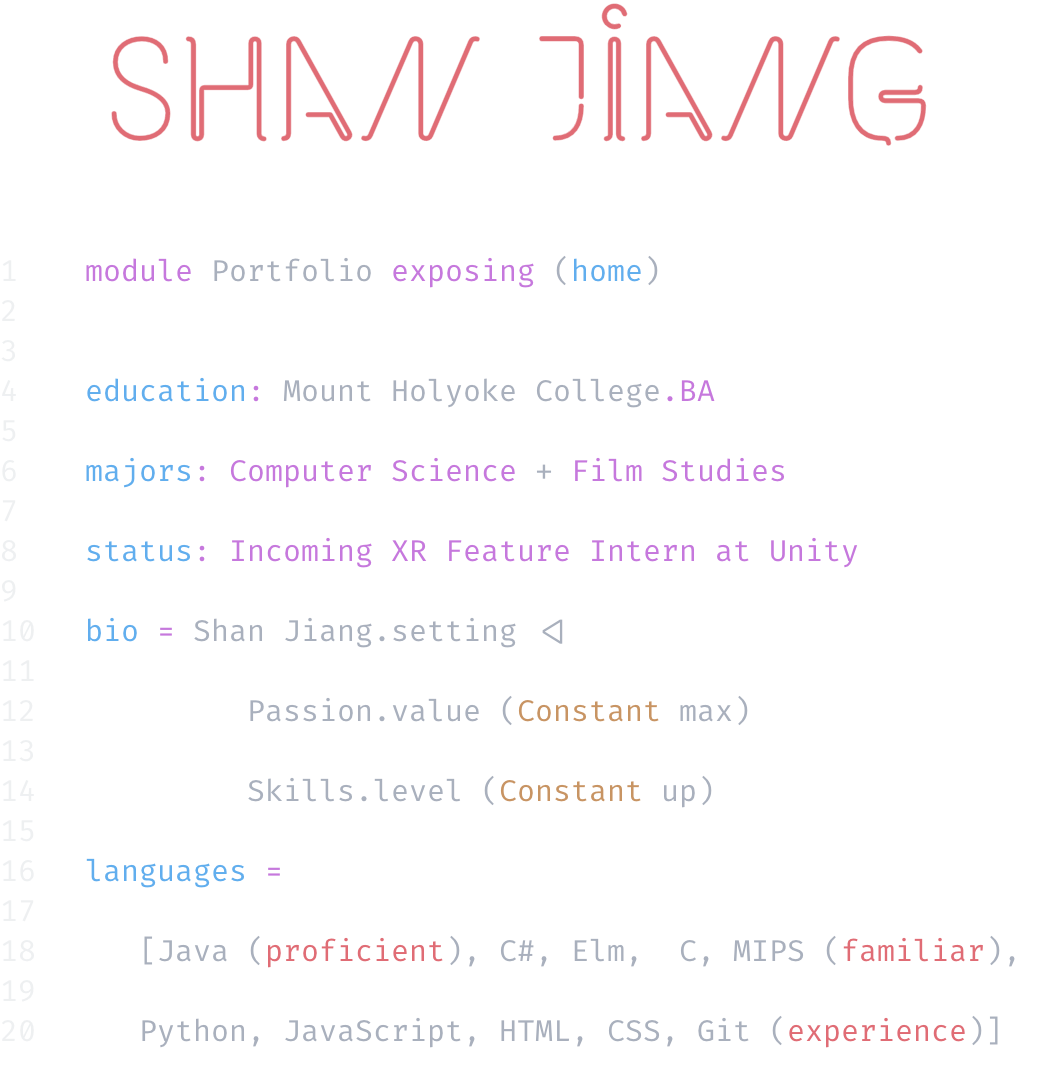 SHAN JiANG
1 module Portfolio exposing (home)
2
3
4 education: Mount Holyoke College.BA
5
6 majors: Computer Science + Film Studies
7
8 status: Incoming XR Feature Intern at Unity
9
10 bio = Shan Jiang.setting <|
11
12 Passion.value (Constant max)
13
14 Skills.level (Constant up)
15
16 languages =
17
18 [Java (proficient), C#, Elm,  C, MIPS (familiar),
19
20 Python, JavaScript, HTML, CSS, Git (experience)]